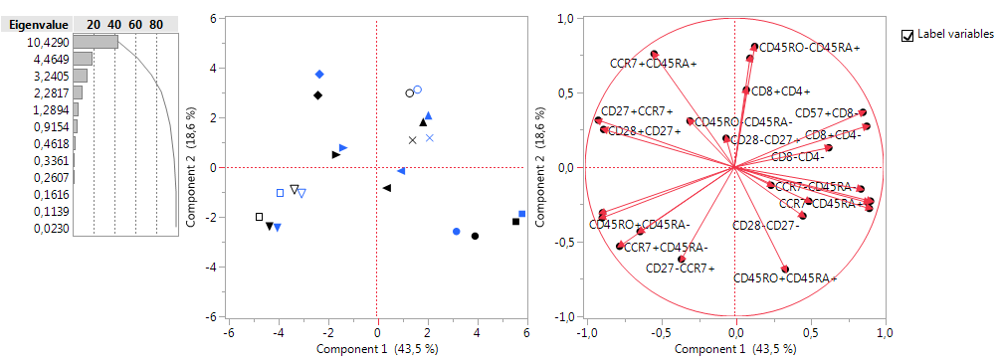 Eigenvalue
20 40 60 80
10,4290
4,4649
3,2405
2,2817
1,2894
0,9154
0,4618
0,3361
0,2607
0,1616
0,1139
0,0230
Component 2 (18,6 %)
6
4
2
0
-2
-4
-6
-6 -4 -2 0 2 4 6
Component 1 (43,5 %)
Component 2 (18,6 %)
1,0
0,5
0,0
-0,5
-1,0
-1,0 -0,5 0,0 0,5 1,0
Component 1 (43,5 %)
CD45RO-CD45RA+
CCR7+CD45RA+
CD8+CD4+
CD27+CCR7+
CD57+CD8-
CD45RO-CD45RA-
CD28+CD27+
CD8+CD4-
CD28-CD27+
CD8-CD4-
CCR7-CD45RA-
CCR7-CD45RA+
CD45RO+CD45RA-
CD28-CD27-
CCR7+CD45RA-
CD27-CCR7+
CD45RO+CD45RA+
Label variables